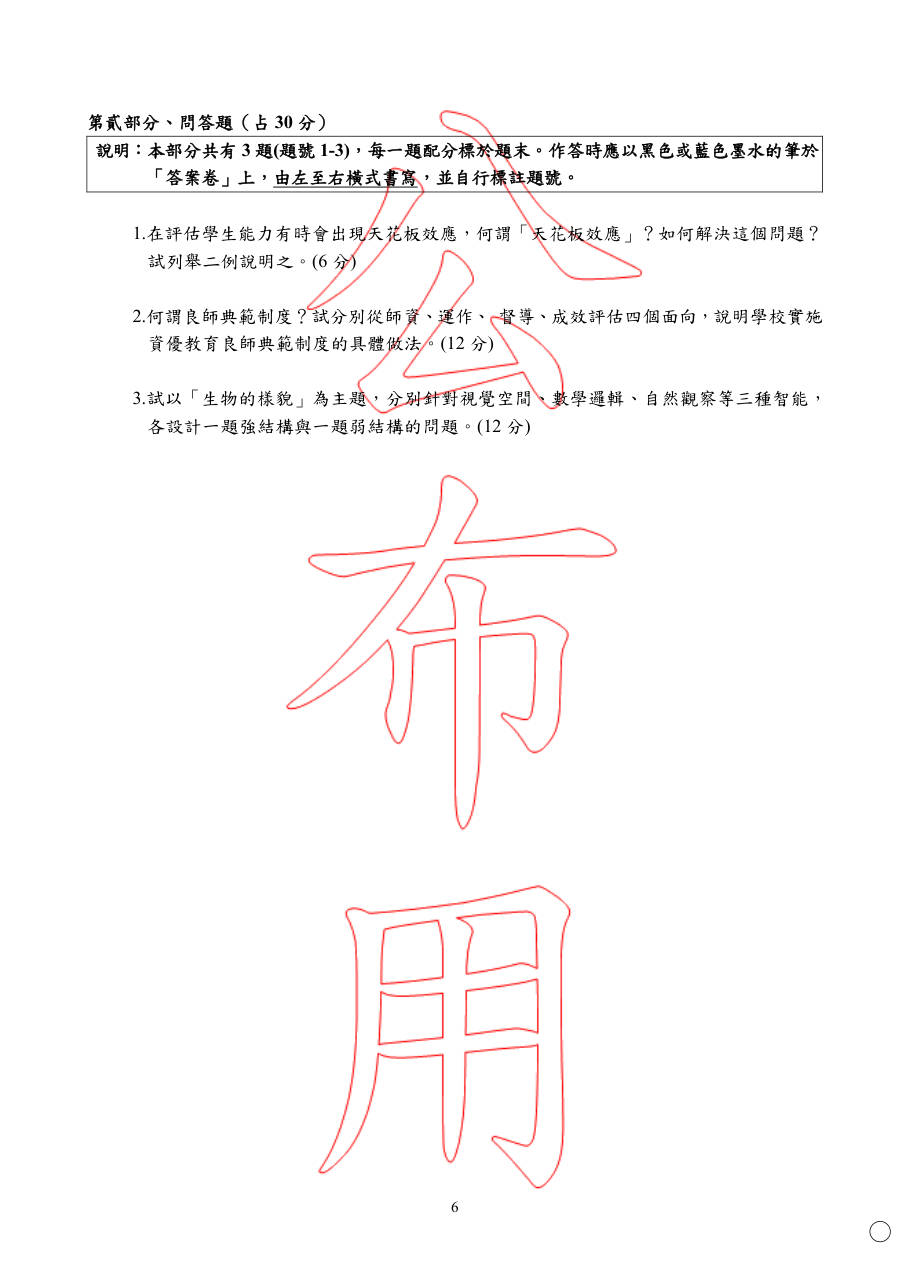 第貳部分、問答題（占 30 分）
說明：本部分共有 3 題(題號 1-3)，每一題配分標於題末。作答時應以黑色或藍色墨水的筆於
「答案卷」上，由左至右橫式書寫，並自行標註題號。
1.在評估學生能力有時會出現天花板效應，何謂「天花板效應」？如何解決這個問題？
試列舉二例說明之。(6 分)
2.何謂良師典範制度？試分別從師資、運作、督導、成效評估四個面向，說明學校實施
資優教育良師典範制度的具體做法。(12 分)
3.試以「生物的樣貌」為主題，分別針對視覺空間、數學邏輯、自然觀察等三種智能，
各設計一題強結構與一題弱結構的問題。(12 分)
公
布
用
6